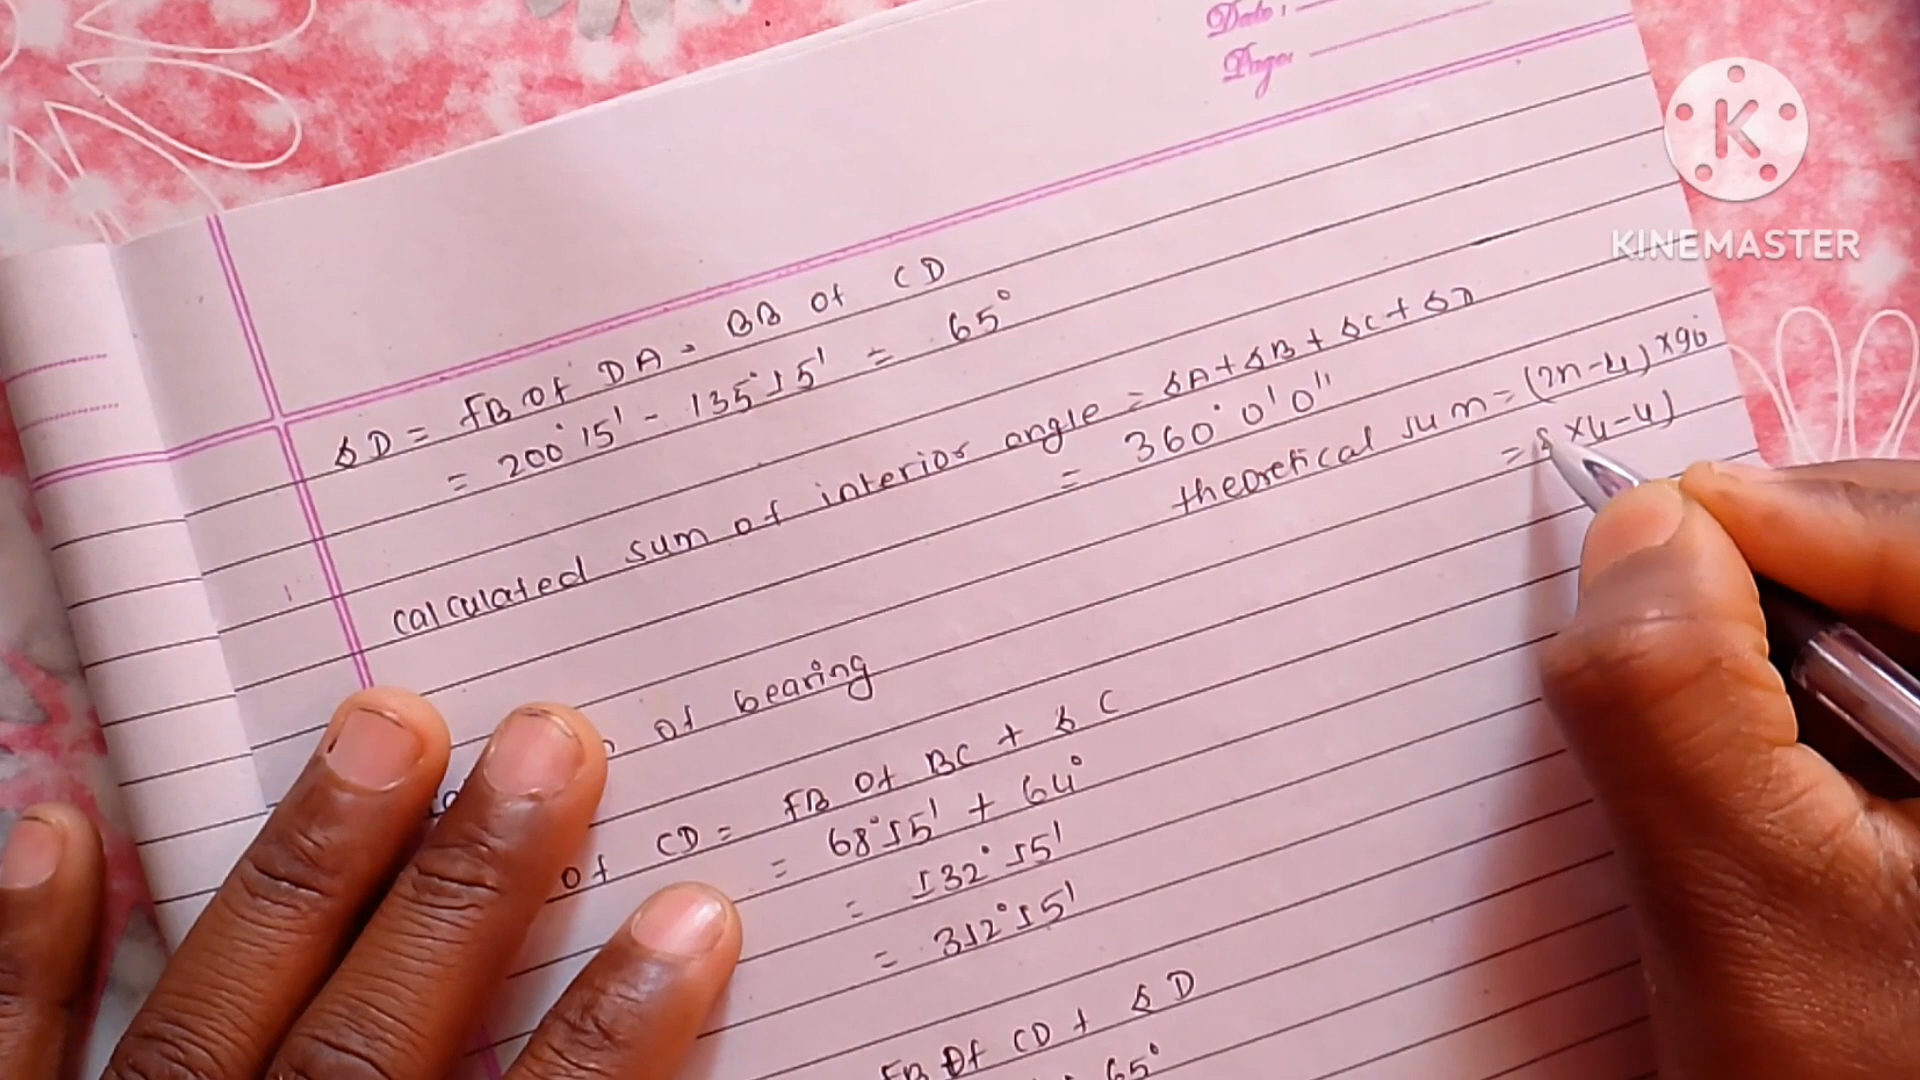 Date:
Page:
K
KINEMASTER
∆D = FB Of DA - BB Of CD
= 200°15' - 135°15' = 65°
calculated sum of interior angle = ∆A + ∆B + ∆C + ∆D
= 360°0'0"
theoretical sum = (2n-4) × 90
= × 4 - 4)
of bearing
of CD = FB Of BC + ∆C
= 68°15' + 64°
= 132°15'
= 312°15'
FB Of CD + ∆D
65°